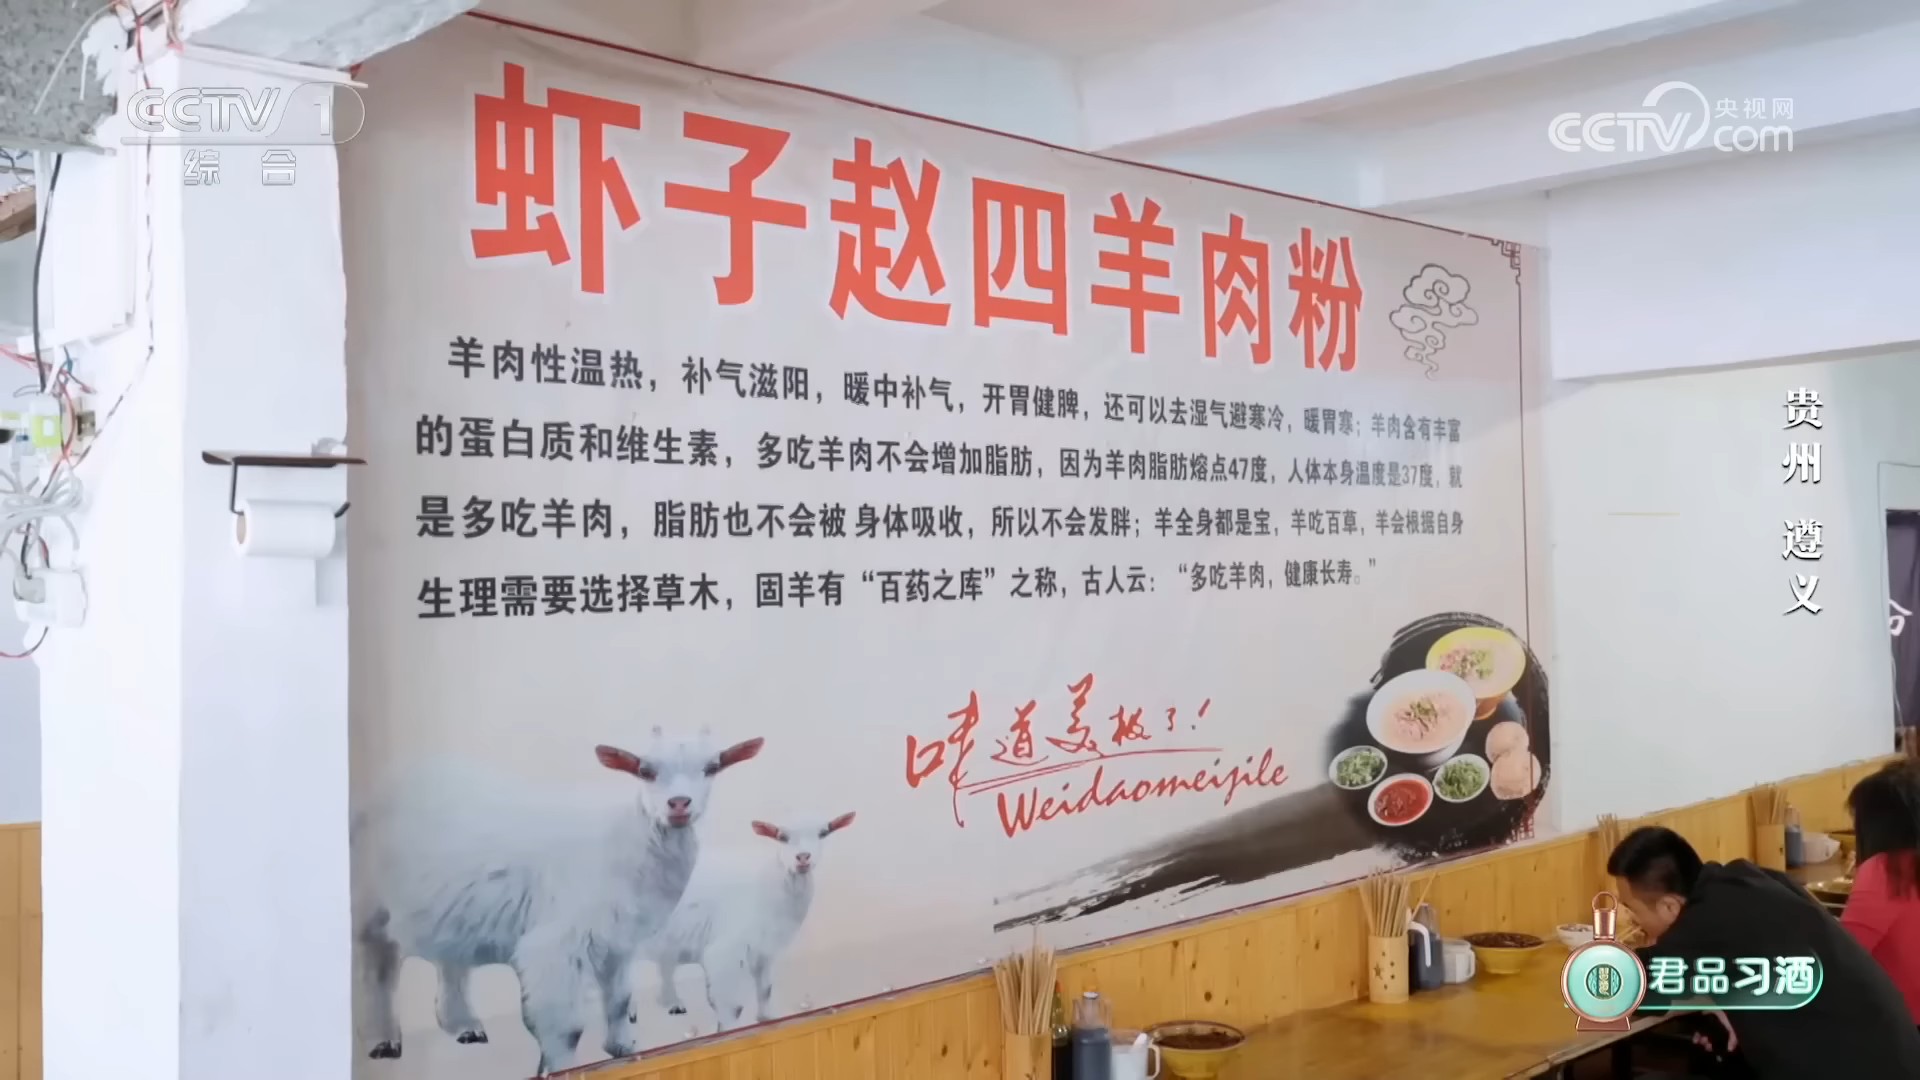 CCTV 1
综合
央视网
CCTV.com
虾子赵四羊肉粉
羊肉性温热，补气滋阳，暖中补气，开胃健脾，还可以去湿气避寒冷，暖胃寒；羊肉含有丰富
的蛋白质和维生素，多吃羊肉不会增加脂肪，因为羊肉脂肪熔点47度，人体本身温度是37度，就
是多吃羊肉，脂肪也不会被身体吸收，所以不会发胖；羊全身都是宝，羊吃百草，羊会根据自身
生理需要选择草木，固羊有“百药之库”之称，古人云：“多吃羊肉，健康长寿。”
味道美极了！
Weidaomeijile
贵州 遵义
君品习酒